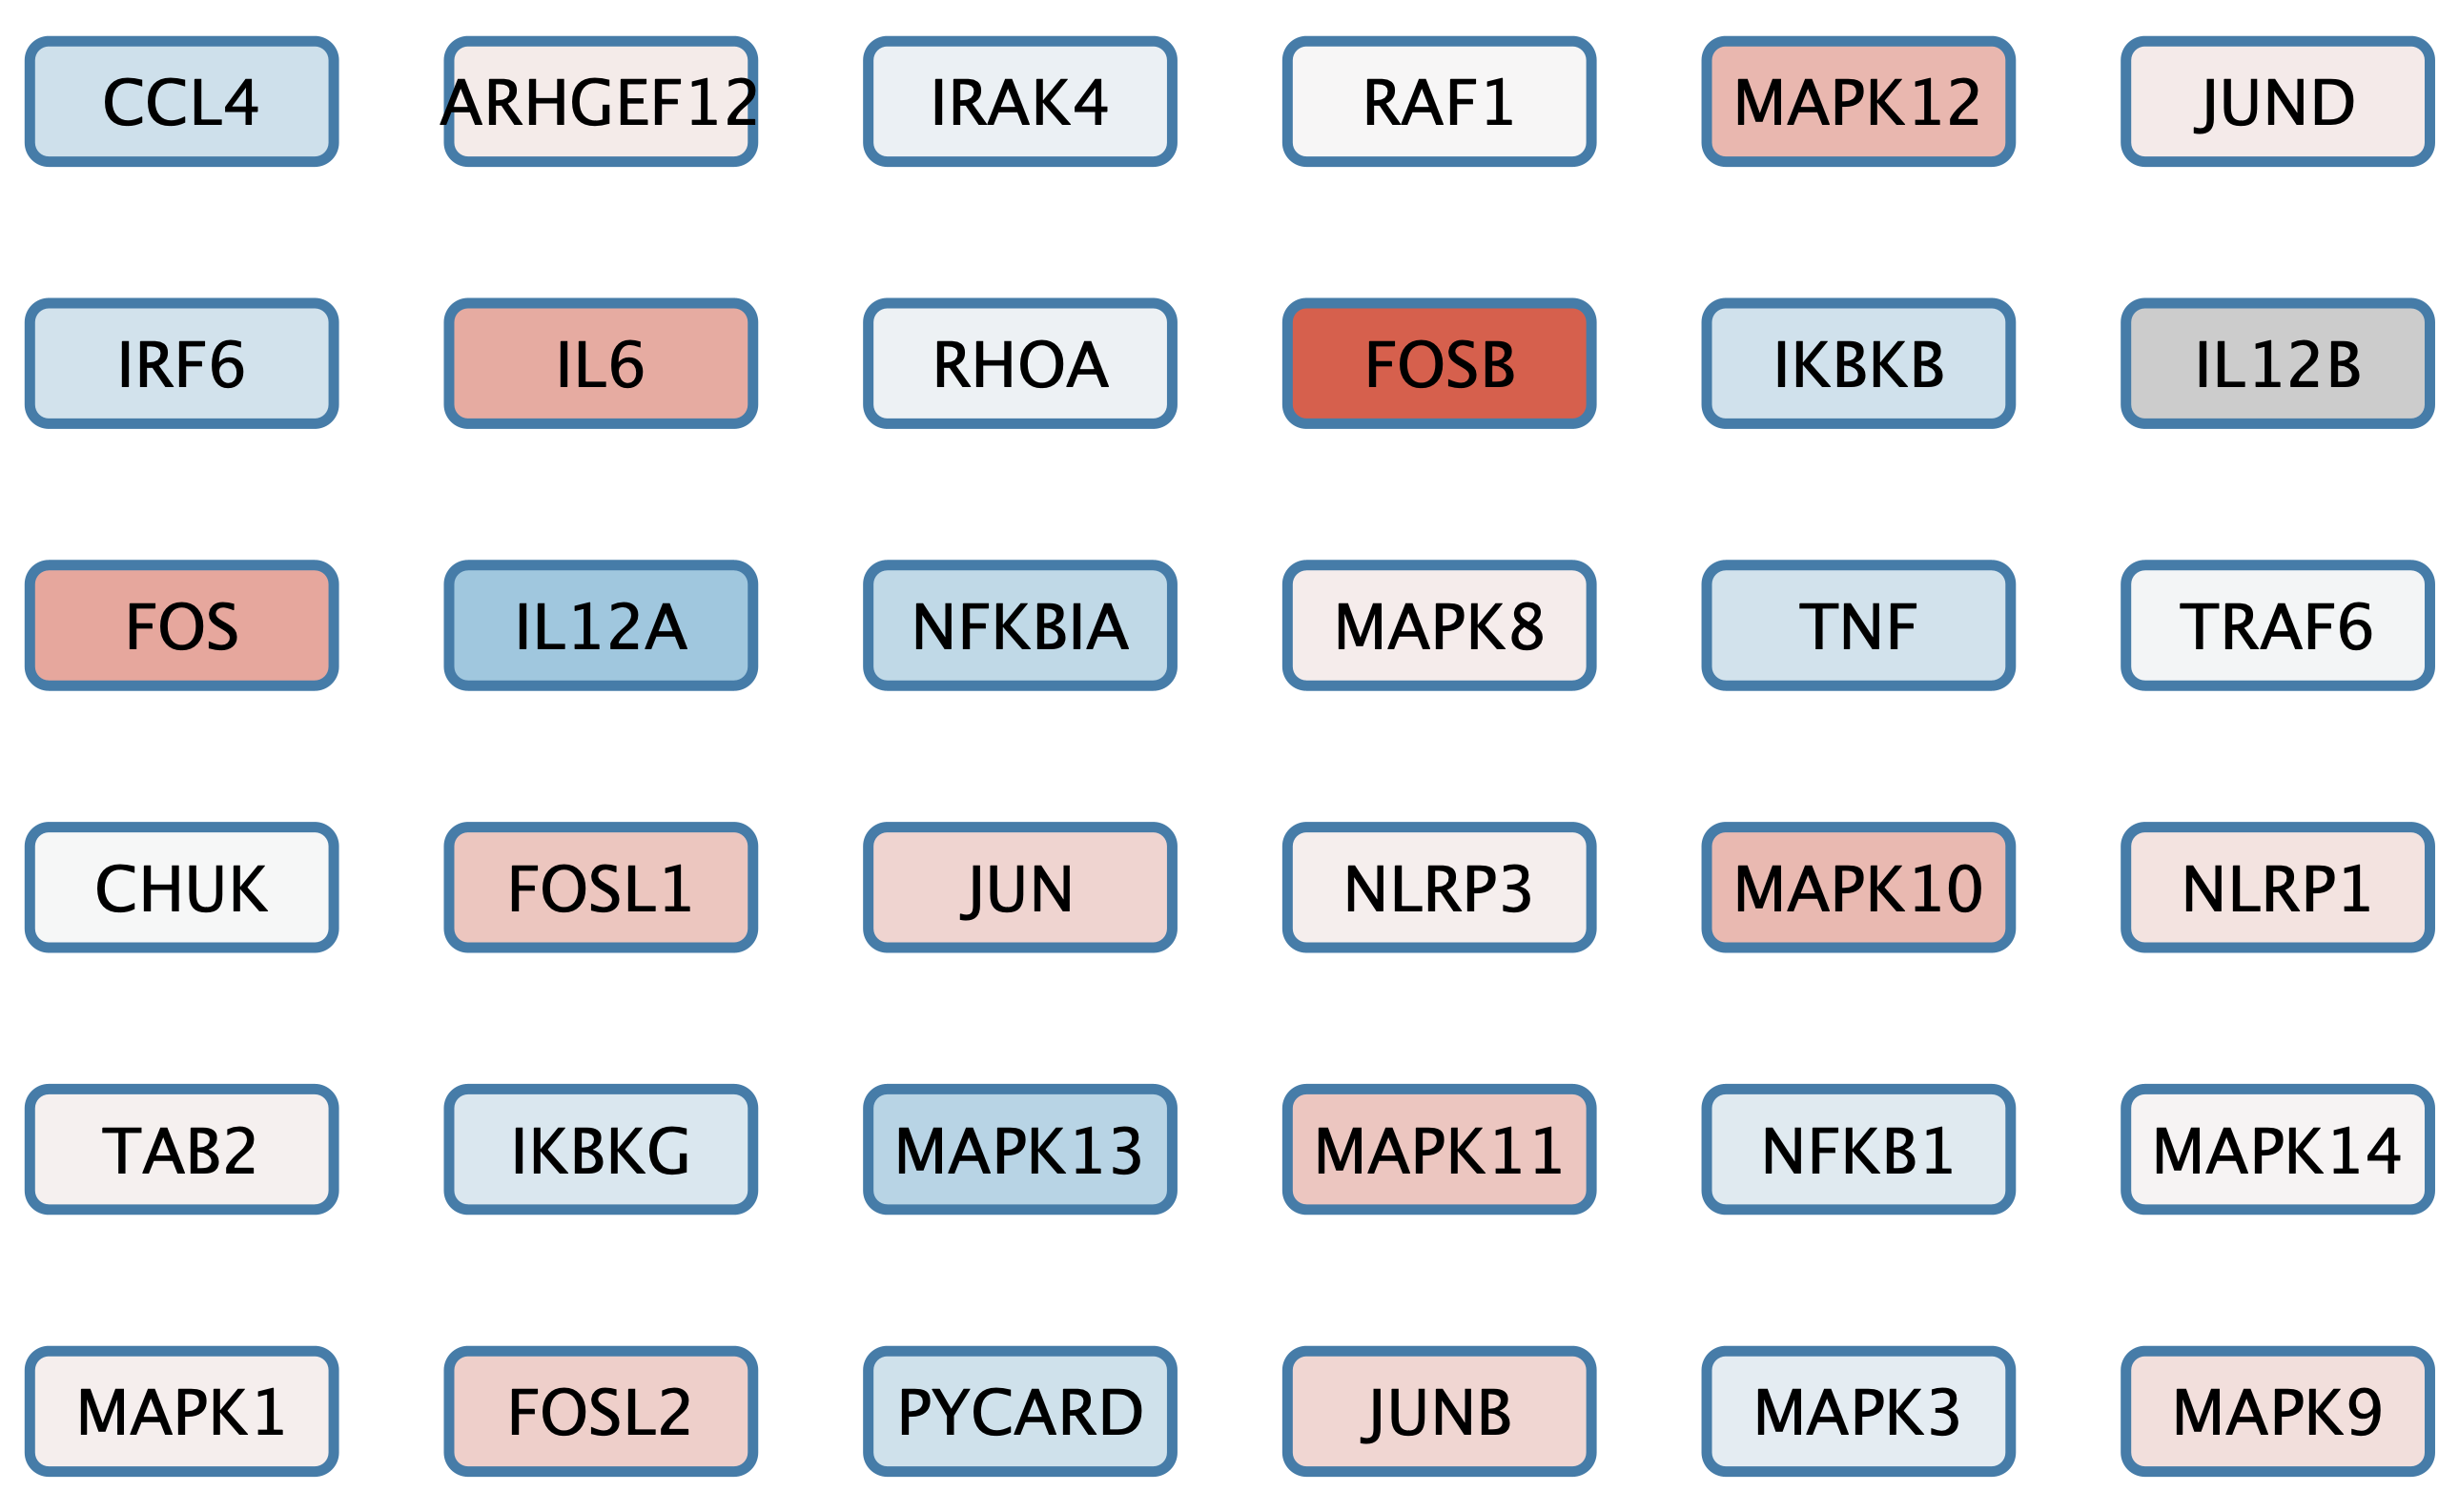 CCL4 ARHGEF12 IRAK4 RAF1 MAPK12 JUND
IRF6 IL6 RHOA FOSB IKBKB IL12B
FOS IL12A NFKBIA MAPK8 TNF TRAF6
CHUK FOSL1 JUN NLRP3 MAPK10 NLRP1
TAB2 IKBKG MAPK13 MAPK11 NFKB1 MAPK14
MAPK1 FOSL2 PYCARD JUNB MAPK3 MAPK9